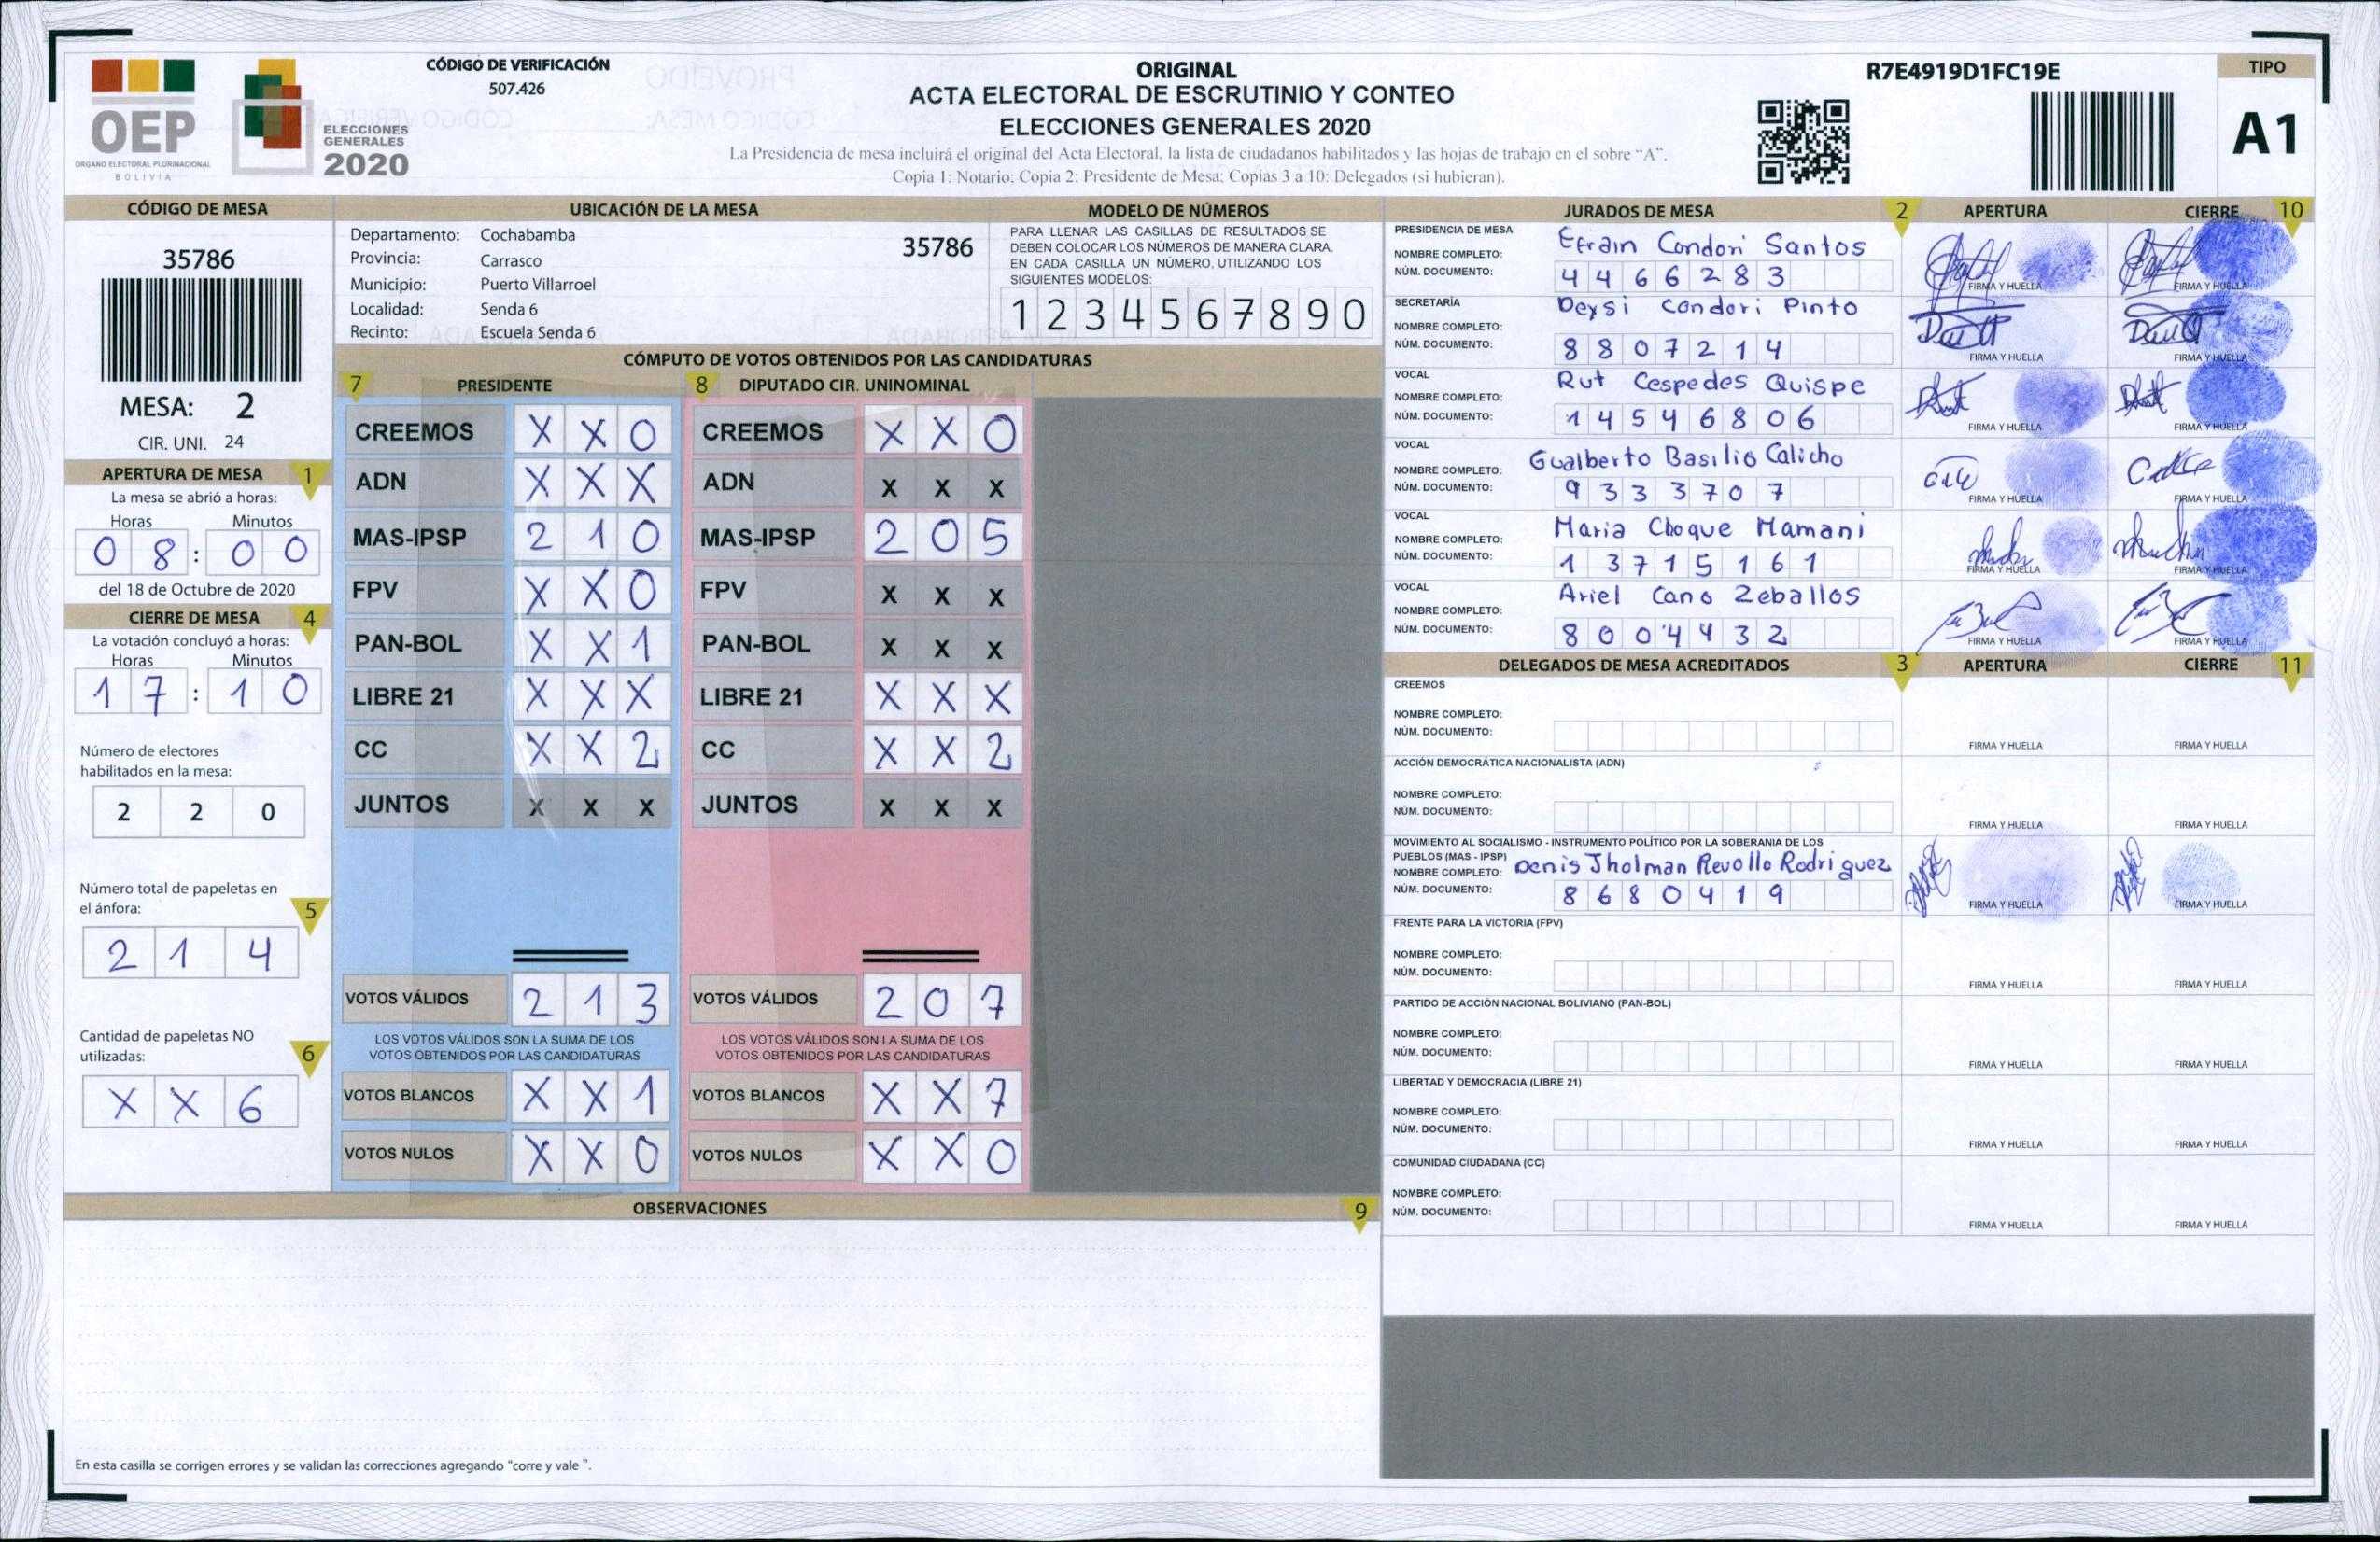 CÓDIGO DE VERIFICACIÓN
507.426
OEP
ÓRGANO ELECTORAL PLURINACIONAL
BOLIVIA
ELECCIONES
GENERALES
2020
ORIGINAL
ACTA ELECTORAL DE ESCRUTINIO Y CONTEO
ELECCIONES GENERALES 2020
La Presidencia de mesa incluirá el original del Acta Electoral, la lista de ciudadanos habilitados y las hojas de trabajo en el sobre “A”.
Copia 1: Notario; Copia 2: Presidente de Mesa; Copias 3 a 10: Delegados (si hubieran).
R7E4919D1FC19E
TIPO
A1
CÓDIGO DE MESA
35786
MESA: 2
CIR. UNI. 24
APERTURA DE MESA 1
La mesa se abrió a horas:
Horas Minutos
0 8 : 0 0
del 18 de Octubre de 2020
CIERRE DE MESA 4
La votación concluyó a horas:
Horas Minutos
1 7 : 1 0
Número de electores
habilitados en la mesa:
2 2 0
Número total de papeletas en
el ánfora: 5
2 1 4
Cantidad de papeletas NO
utilizadas: 6
X X 6
UBICACIÓN DE LA MESA
Departamento: Cochabamba
Provincia: Carrasco
Municipio: Puerto Villarroel
Localidad: Senda 6
Recinto: Escuela Senda 6
35786
MODELO DE NÚMEROS
PARA LLENAR LAS CASILLAS DE RESULTADOS SE
DEBEN COLOCAR LOS NÚMEROS DE MANERA CLARA.
EN CADA CASILLA UN NÚMERO, UTILIZANDO LOS
SIGUIENTES MODELOS:
1 2 3 4 5 6 7 8 9 0
CÓMPUTO DE VOTOS OBTENIDOS POR LAS CANDIDATURAS
7 PRESIDENTE 8 DIPUTADO CIR. UNINOMINAL
CREEMOS X X 0 CREEMOS X X 0
ADN X X X ADN X X X
MAS-IPSP 2 1 0 MAS-IPSP 2 0 5
FPV X X 0 FPV X X X
PAN-BOL X X 1 PAN-BOL X X X
LIBRE 21 X X X LIBRE 21 X X X
CC X X 2 CC X X 2
JUNTOS X X X JUNTOS X X X
VOTOS VÁLIDOS 2 1 3 VOTOS VÁLIDOS 2 0 7
LOS VOTOS VÁLIDOS SON LA SUMA DE LOS LOS VOTOS VÁLIDOS SON LA SUMA DE LOS
VOTOS OBTENIDOS POR LAS CANDIDATURAS VOTOS OBTENIDOS POR LAS CANDIDATURAS
VOTOS BLANCOS X X 1 VOTOS BLANCOS X X 7
VOTOS NULOS X X 0 VOTOS NULOS X X 0
OBSERVACIONES 9
En esta casilla se corrigen errores y se validan las correcciones agregando “corre y vale ”.
JURADOS DE MESA 2 APERTURA CIERRE 10
PRESIDENCIA DE MESA
NOMBRE COMPLETO: Efrain Condori Santos
NÚM. DOCUMENTO: 4 4 6 6 2 8 3
FIRMA Y HUELLA FIRMA Y HUELLA
SECRETARÍA
NOMBRE COMPLETO: Deysi Condori Pinto
NÚM. DOCUMENTO: 8 8 0 7 2 1 4
FIRMA Y HUELLA FIRMA Y HUELLA
VOCAL
NOMBRE COMPLETO: Rut Cespedes Quispe
NÚM. DOCUMENTO: 1 4 5 4 6 8 0 6
FIRMA Y HUELLA FIRMA Y HUELLA
VOCAL
NOMBRE COMPLETO: Gualberto Basilio Calicho
NÚM. DOCUMENTO: 9 3 3 3 7 0 7
FIRMA Y HUELLA FIRMA Y HUELLA
VOCAL
NOMBRE COMPLETO: Maria Choque Mamani
NÚM. DOCUMENTO: 1 3 7 1 5 1 6 1
FIRMA Y HUELLA FIRMA Y HUELLA
VOCAL
NOMBRE COMPLETO: Ariel Cano Zeballos
NÚM. DOCUMENTO: 8 0 0 4 4 3 2
FIRMA Y HUELLA FIRMA Y HUELLA
DELEGADOS DE MESA ACREDITADOS 3 APERTURA CIERRE 11
CREEMOS
NOMBRE COMPLETO:
NÚM. DOCUMENTO:
FIRMA Y HUELLA FIRMA Y HUELLA
ACCIÓN DEMOCRÁTICA NACIONALISTA (ADN)
NOMBRE COMPLETO:
NÚM. DOCUMENTO:
FIRMA Y HUELLA FIRMA Y HUELLA
MOVIMIENTO AL SOCIALISMO - INSTRUMENTO POLÍTICO POR LA SOBERANIA DE LOS
PUEBLOS (MAS - IPSP)
NOMBRE COMPLETO: Denis Jholman Revollo Rodriguez
NÚM. DOCUMENTO: 8 6 8 0 4 1 9
FIRMA Y HUELLA FIRMA Y HUELLA
FRENTE PARA LA VICTORIA (FPV)
NOMBRE COMPLETO:
NÚM. DOCUMENTO:
FIRMA Y HUELLA FIRMA Y HUELLA
PARTIDO DE ACCIÓN NACIONAL BOLIVIANO (PAN-BOL)
NOMBRE COMPLETO:
NÚM. DOCUMENTO:
FIRMA Y HUELLA FIRMA Y HUELLA
LIBERTAD Y DEMOCRACIA (LIBRE 21)
NOMBRE COMPLETO:
NÚM. DOCUMENTO:
FIRMA Y HUELLA FIRMA Y HUELLA
COMUNIDAD CIUDADANA (CC)
NOMBRE COMPLETO:
NÚM. DOCUMENTO:
FIRMA Y HUELLA FIRMA Y HUELLA